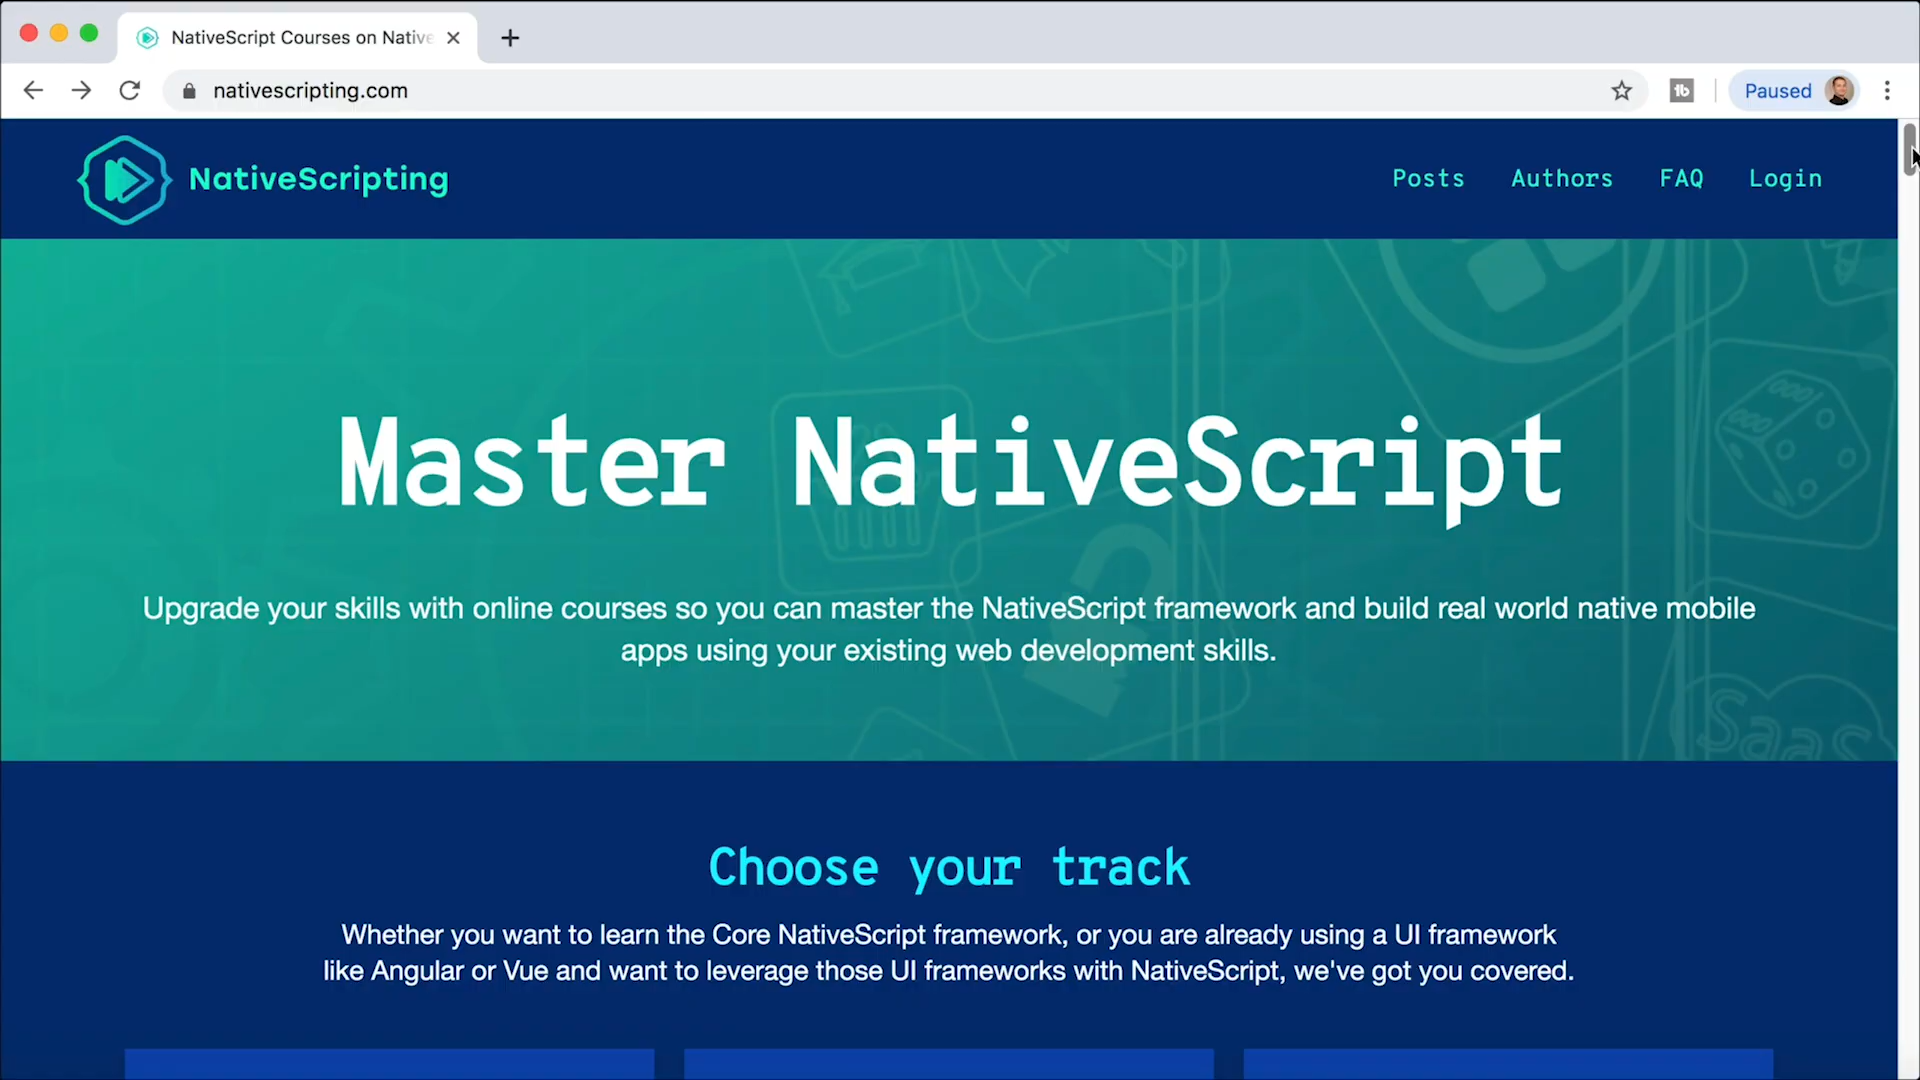 NativeScript Courses on Native
nativescripting.com
Paused
NativeScripting
Posts Authors FAQ Login
Master NativeScript
Upgrade your skills with online courses so you can master the NativeScript framework and build real world native mobile
apps using your existing web development skills.
SaaS
Choose your track
Whether you want to learn the Core NativeScript framework, or you are already using a UI framework
like Angular or Vue and want to leverage those UI frameworks with NativeScript, we've got you covered.